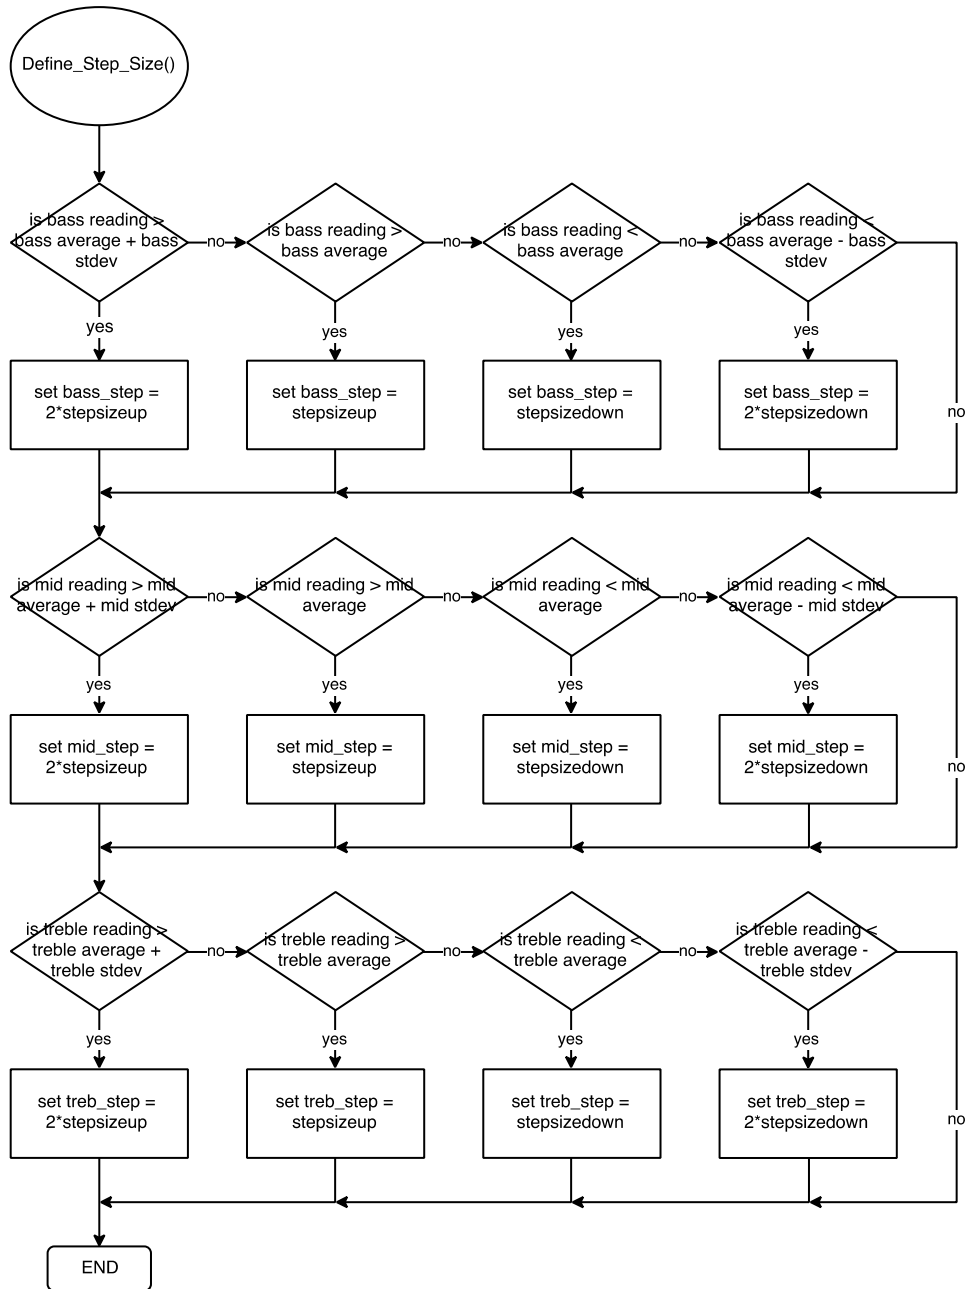 Define_Step_Size()
is bass reading >
bass average + bass
stdev
no
is bass reading >
bass average
no
is bass reading <
bass average
no
is bass reading <
bass average - bass
stdev
yes
yes
yes
yes
set bass_step =
2*stepsizeup
set bass_step =
stepsizeup
set bass_step =
stepsizedown
set bass_step =
2*stepsizedown
no
is mid reading > mid
average + mid stdev
no
is mid reading > mid
average
no
is mid reading < mid
average
no
is mid reading < mid
average - mid stdev
yes
yes
yes
yes
set mid_step =
2*stepsizeup
set mid_step =
stepsizeup
set mid_step =
stepsizedown
set mid_step =
2*stepsizedown
no
is treble reading >
treble average +
treble stdev
no
is treble reading >
treble average
no
is treble reading <
treble average
no
is treble reading <
treble average -
treble stdev
yes
yes
yes
yes
set treb_step =
2*stepsizeup
set treb_step =
stepsizeup
set treb_step =
stepsizedown
set treb_step =
2*stepsizedown
no
END